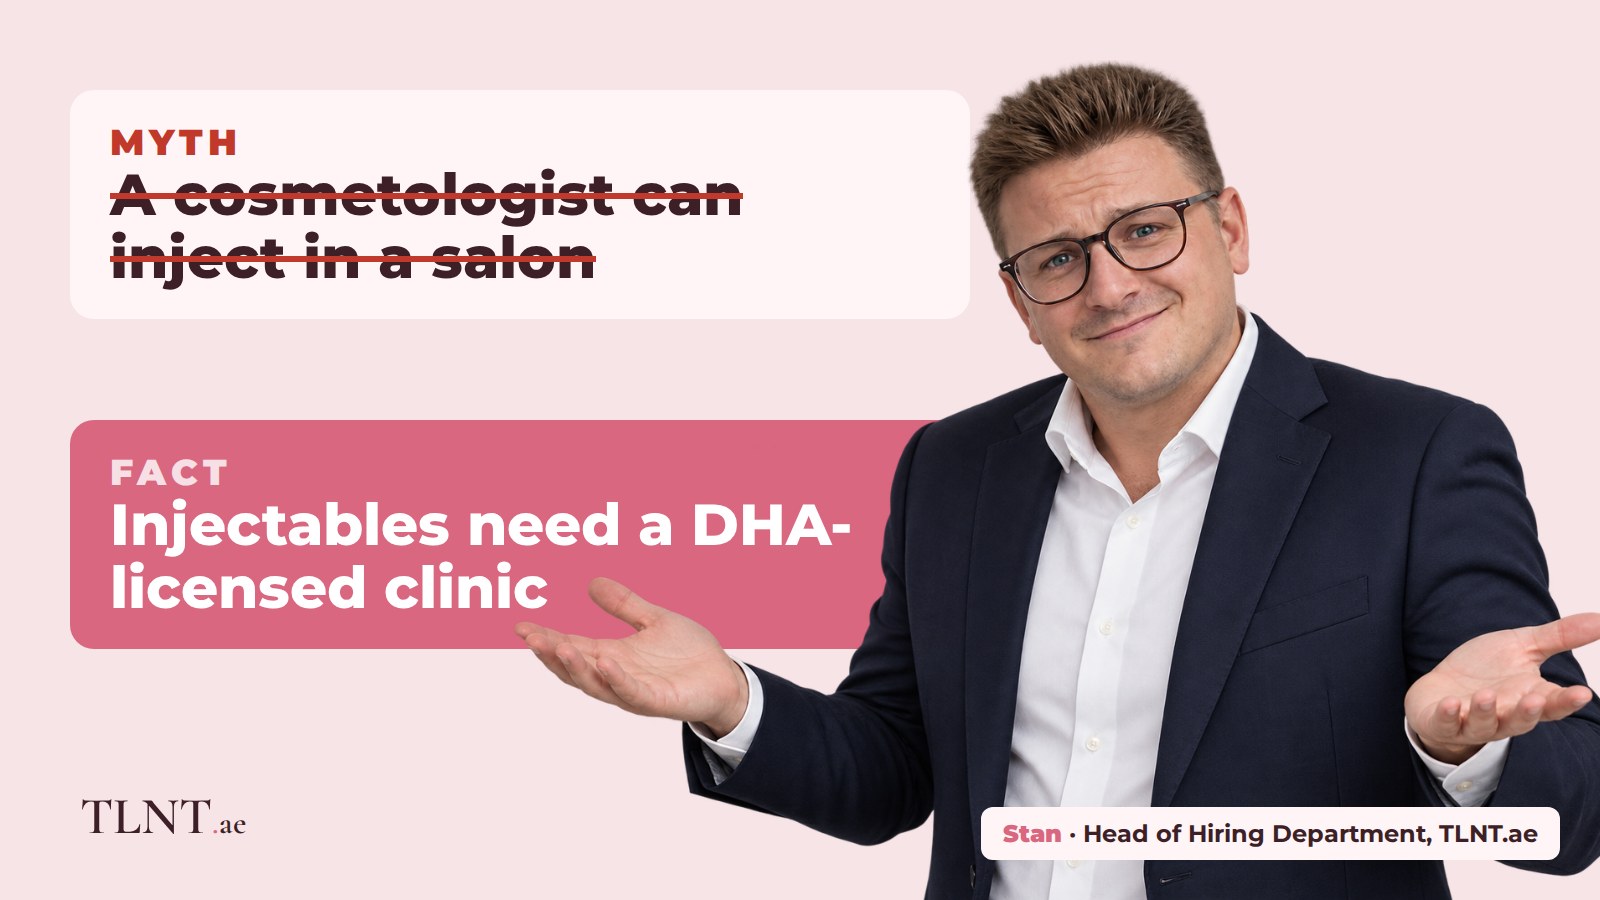 MYTH
A cosmetologist can
inject in a salon
FACT
Injectables need a DHA-
licensed clinic
TLNT.ae
Stan · Head of Hiring Department, TLNT.ae